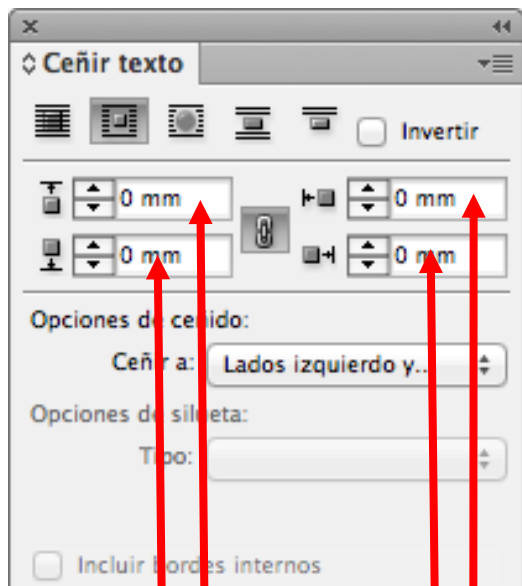 Ceñir texto
Invertir
0 mm 0 mm
0 mm 0 mm
Opciones de ceñido:
Ceñir a: Lados izquierdo y...
Opciones de silueta:
Tipo:
Incluir bordes internos